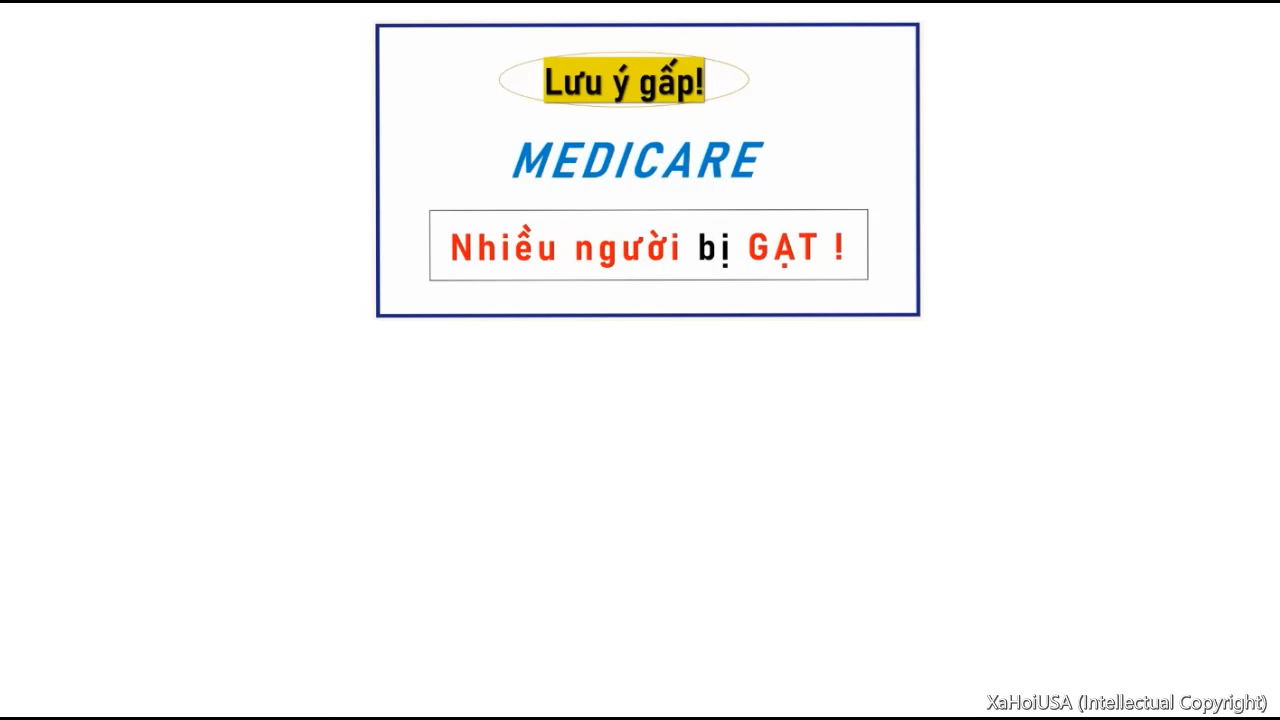 Lưu ý gấp!
MEDICARE
Nhiều người bị GẠT !
XaHoiUSA (Intellectual Copyright)